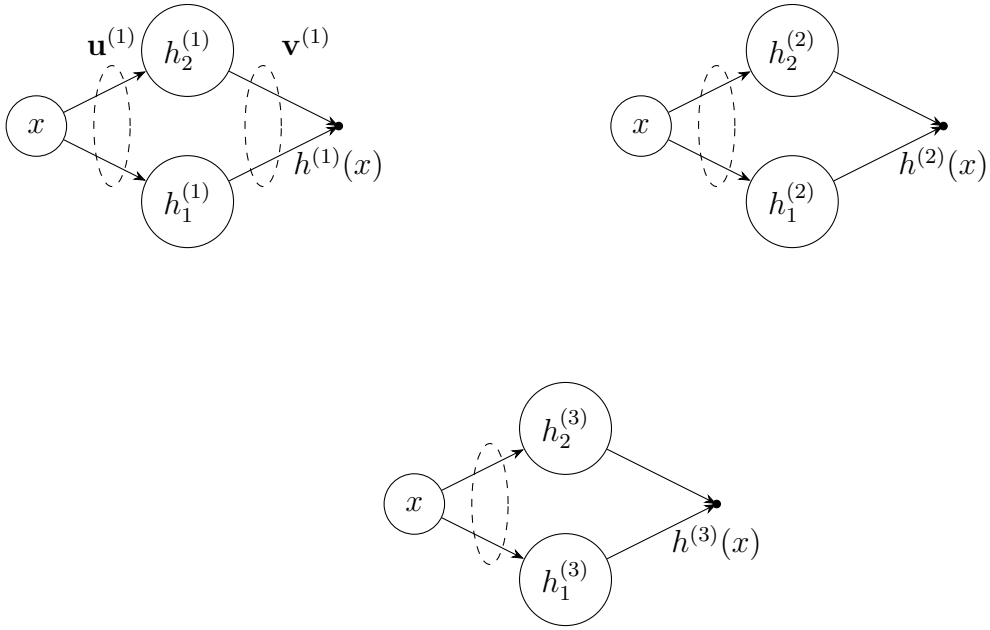 𝐮⁽¹⁾ h₂⁽¹⁾ 𝐯⁽¹⁾
x
h⁽¹⁾(x)
h₁⁽¹⁾
h₂⁽²⁾
x
h⁽²⁾(x)
h₁⁽²⁾
h₂⁽³⁾
x
h⁽³⁾(x)
h₁⁽³⁾